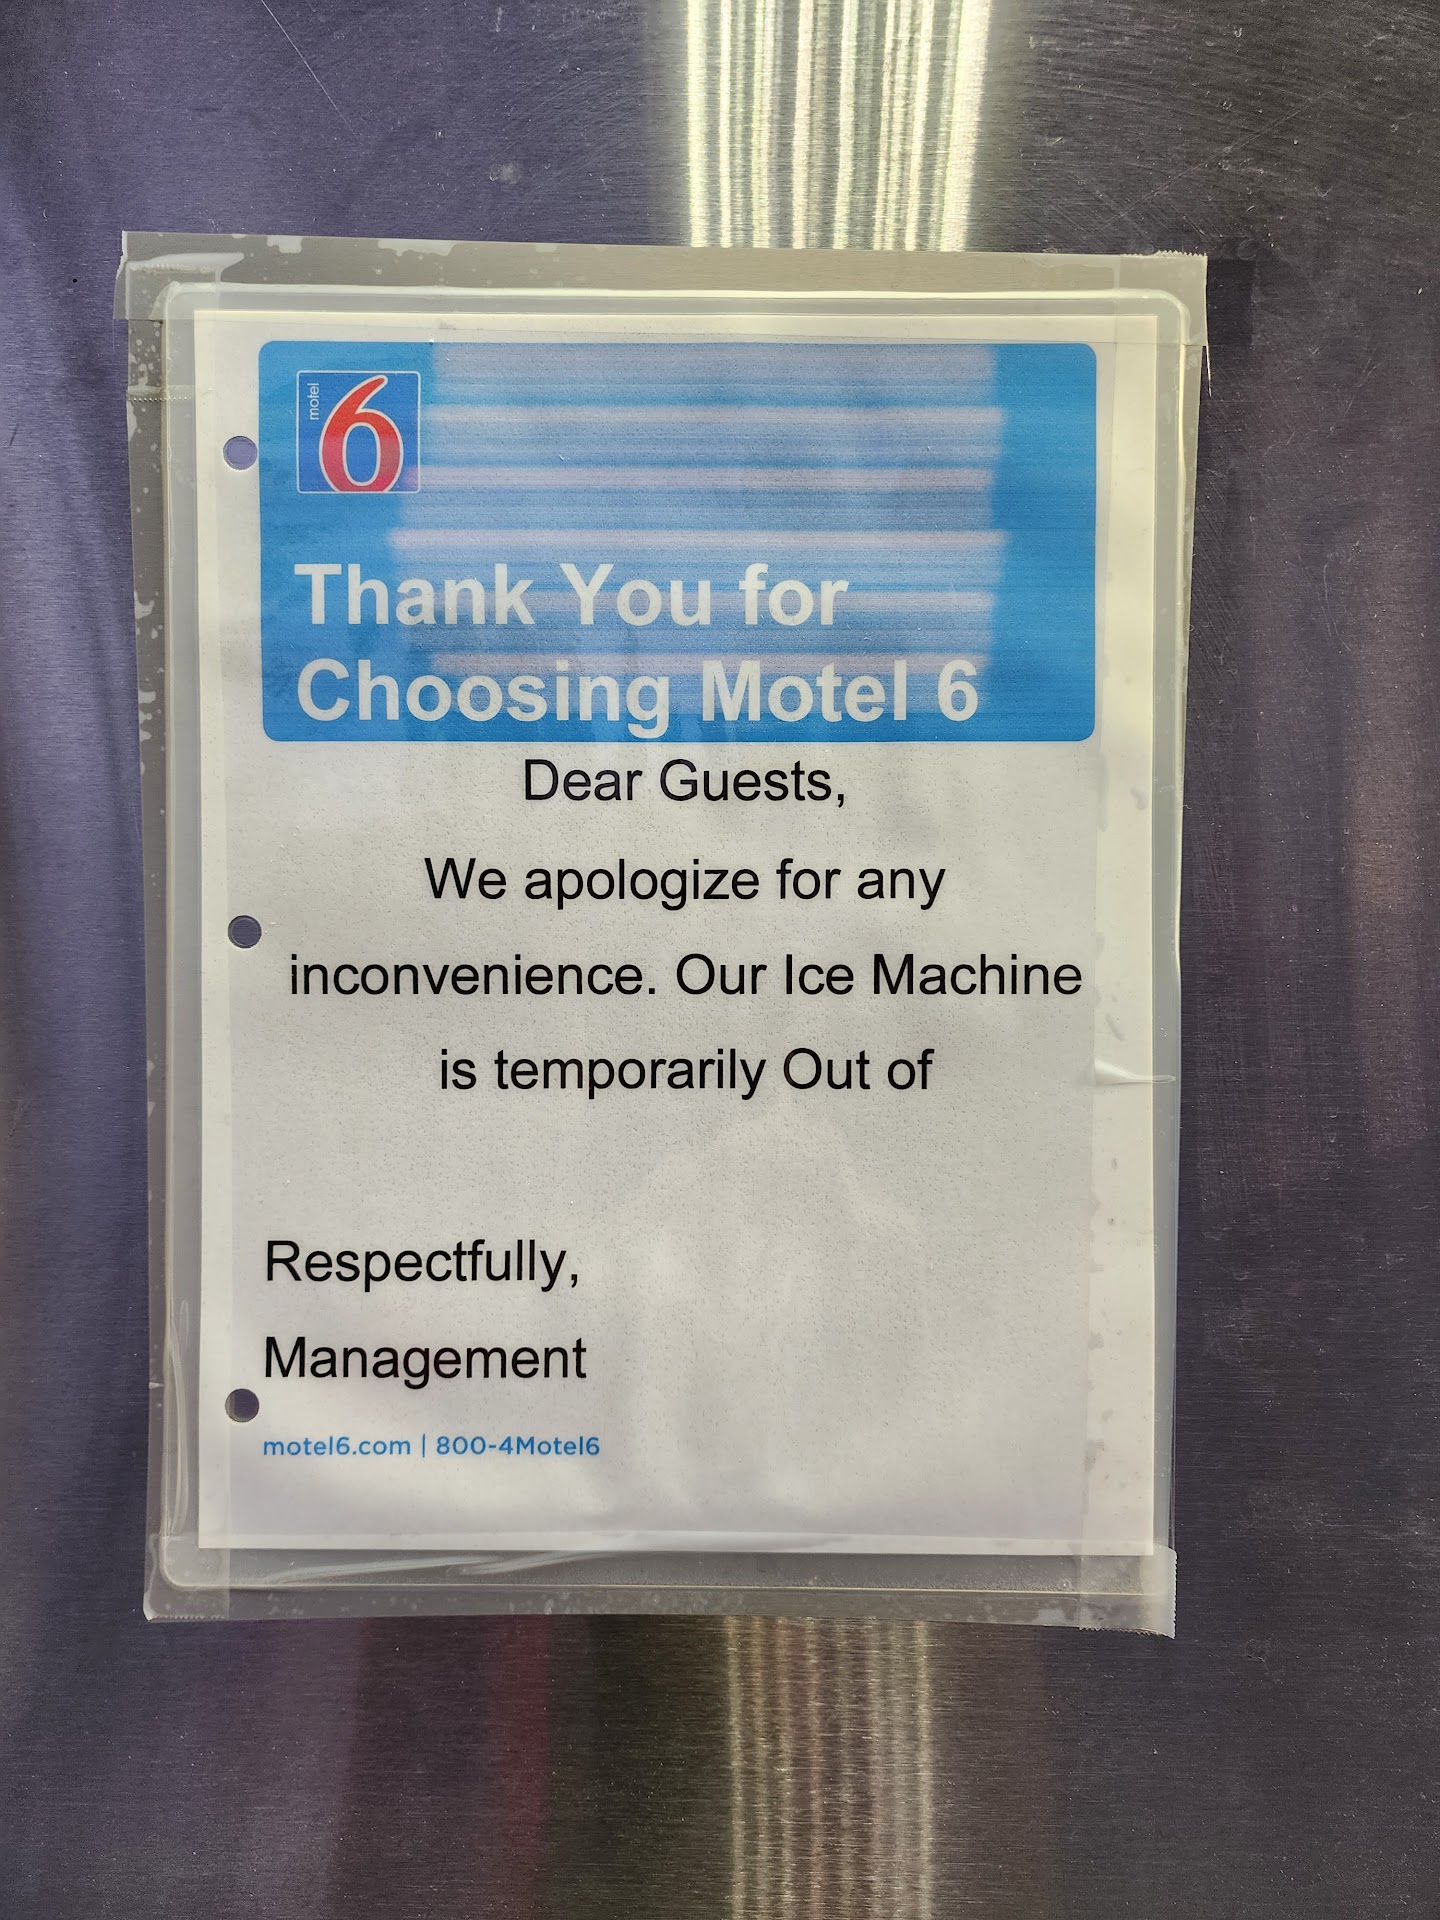 motel
6
Thank You for
Choosing Motel 6
Dear Guests,
We apologize for any
inconvenience. Our Ice Machine
is temporarily Out of
Respectfully,
Management
motel6.com | 800-4Motel6